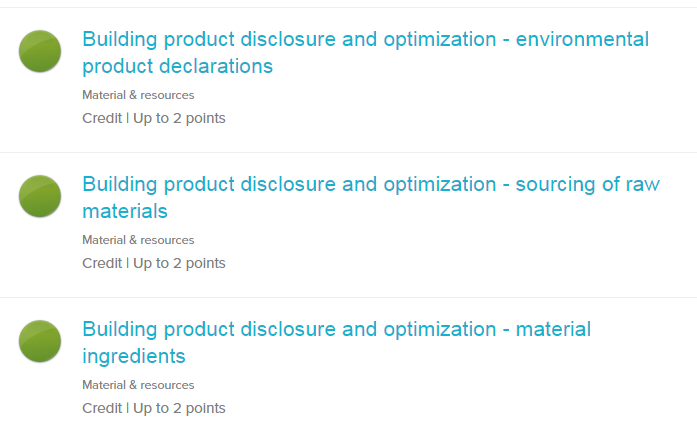 Building product disclosure and optimization - environmental
product declarations
Material & resources
Credit | Up to 2 points
Building product disclosure and optimization - sourcing of raw
materials
Material & resources
Credit | Up to 2 points
Building product disclosure and optimization - material
ingredients
Material & resources
Credit | Up to 2 points